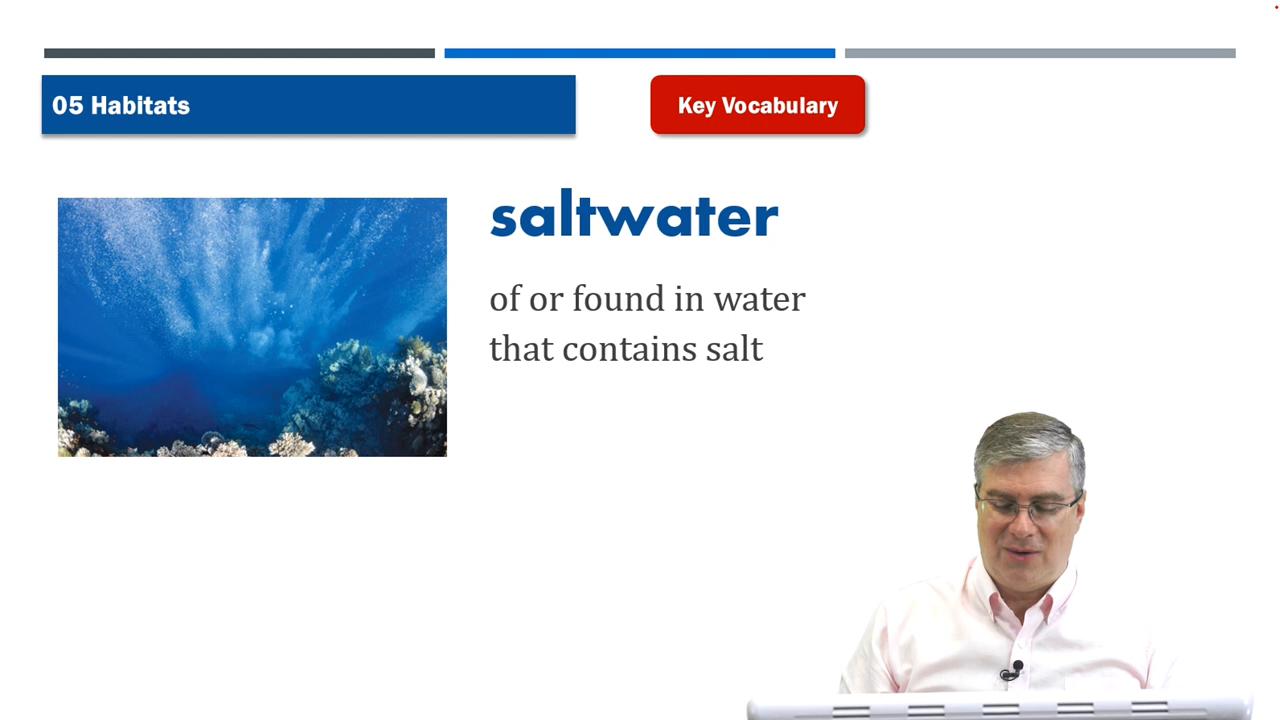 05 Habitats
Key Vocabulary
saltwater
of or found in water
that contains salt